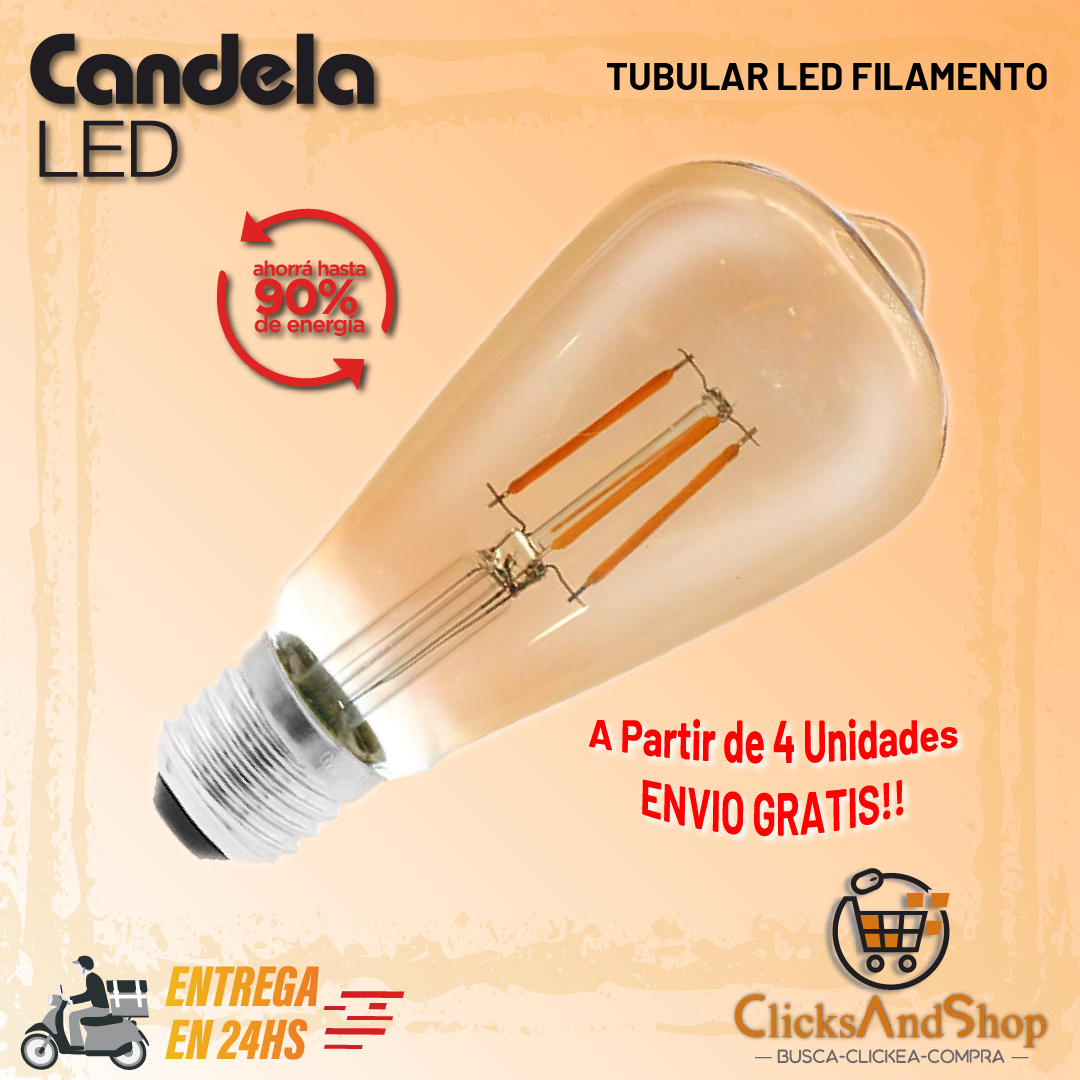 Candela
LED
TUBULAR LED FILAMENTO
ahorrá hasta
90%
de energía
A Partir de 4 Unidades
ENVIO GRATIS!!
ENTREGA
EN 24HS
ClicksAndShop
BUSCA-CLICKEA-COMPRA